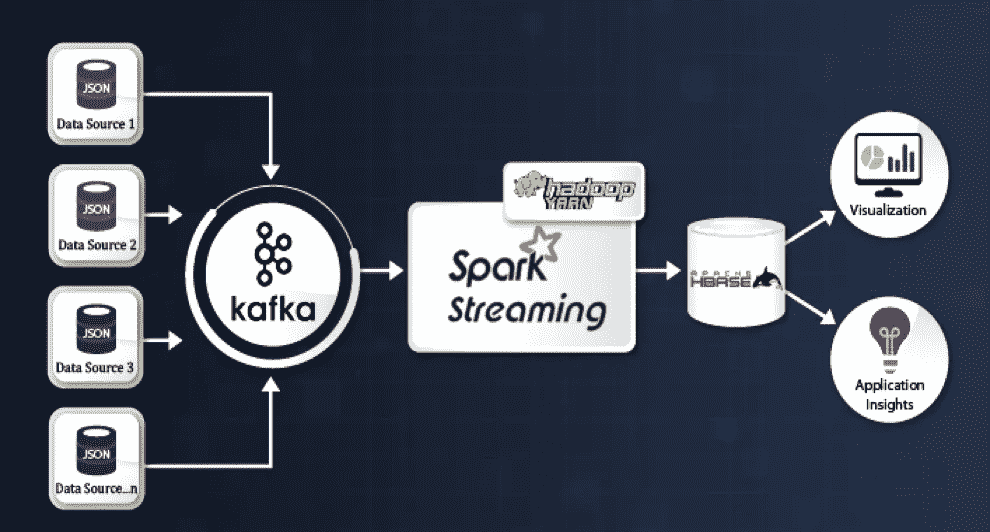 JSON
Data Source 1
JSON
Data Source 2
JSON
Data Source 3
JSON
Data Source...n
kafka
hadoop
YARN
Spark
Streaming
APACHE
HBASE
Visualization
Application
Insights